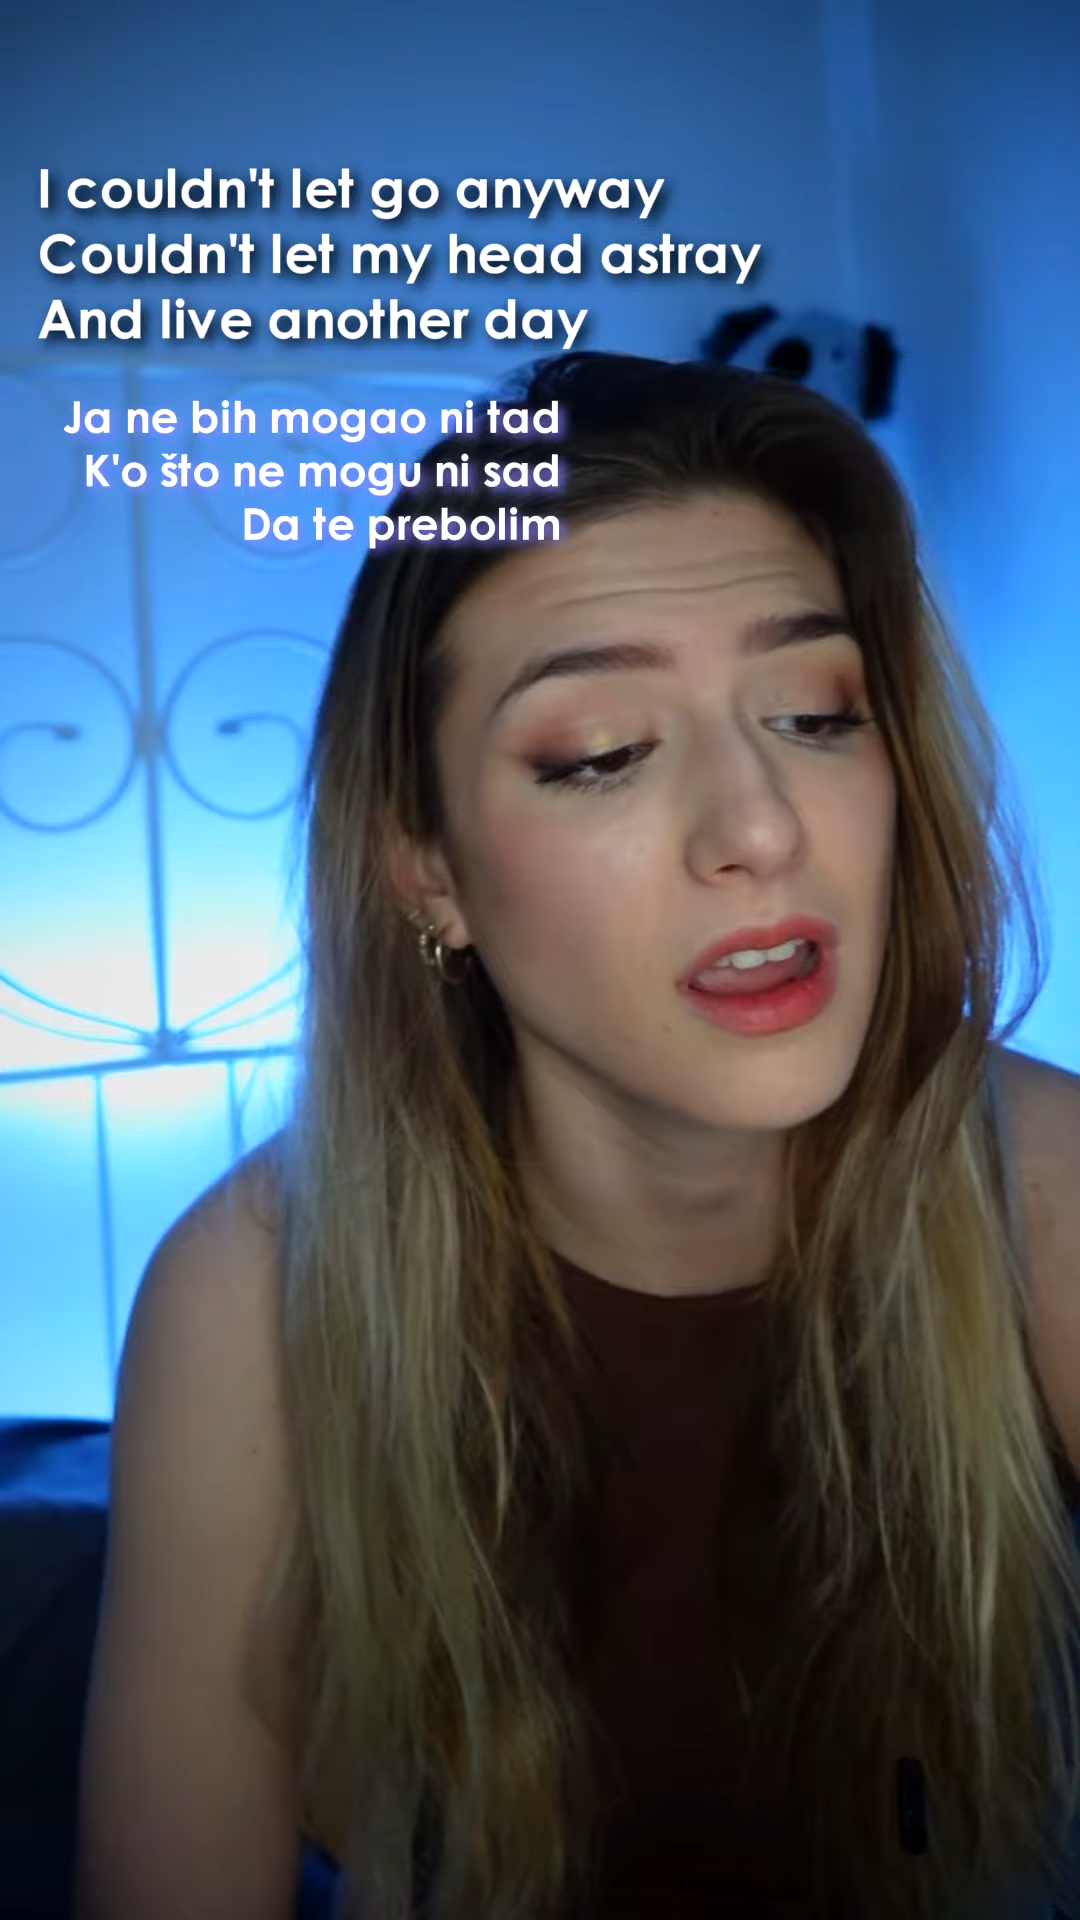 I couldn't let go anyway
Couldn't let my head astray
And live another day
Ja ne bih mogao ni tad
K'o što ne mogu ni sad
Da te prebolim